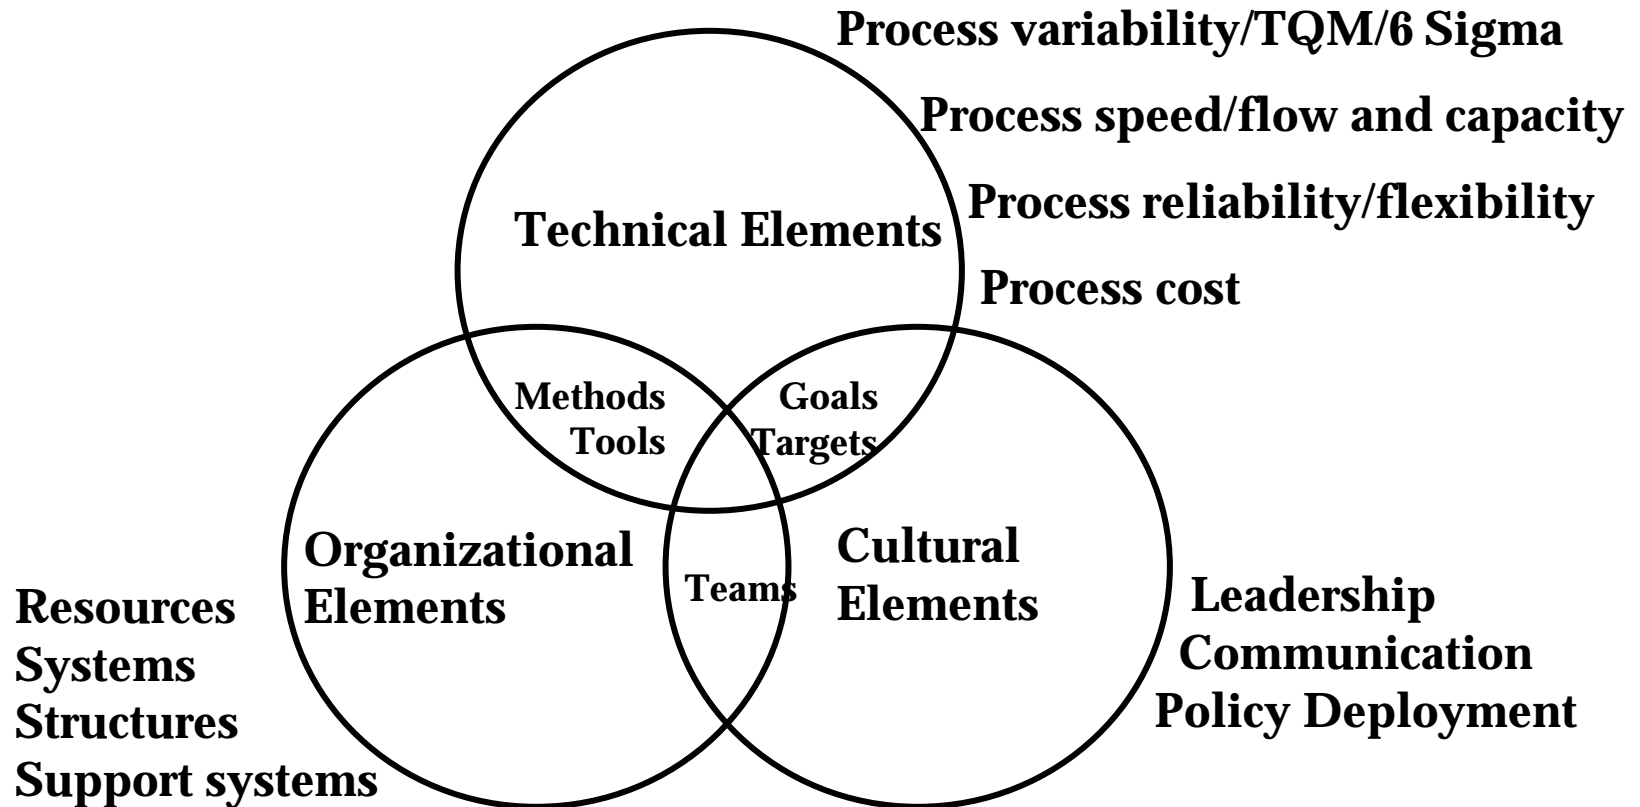 Process variability/TQM/6 Sigma
Process speed/flow and capacity
Process reliability/flexibility
Technical Elements
Process cost
Methods
Tools
Goals
Targets
Organizational
Elements
Teams
Cultural
Elements
Resources
Systems
Structures
Support systems
Leadership
Communication
Policy Deployment